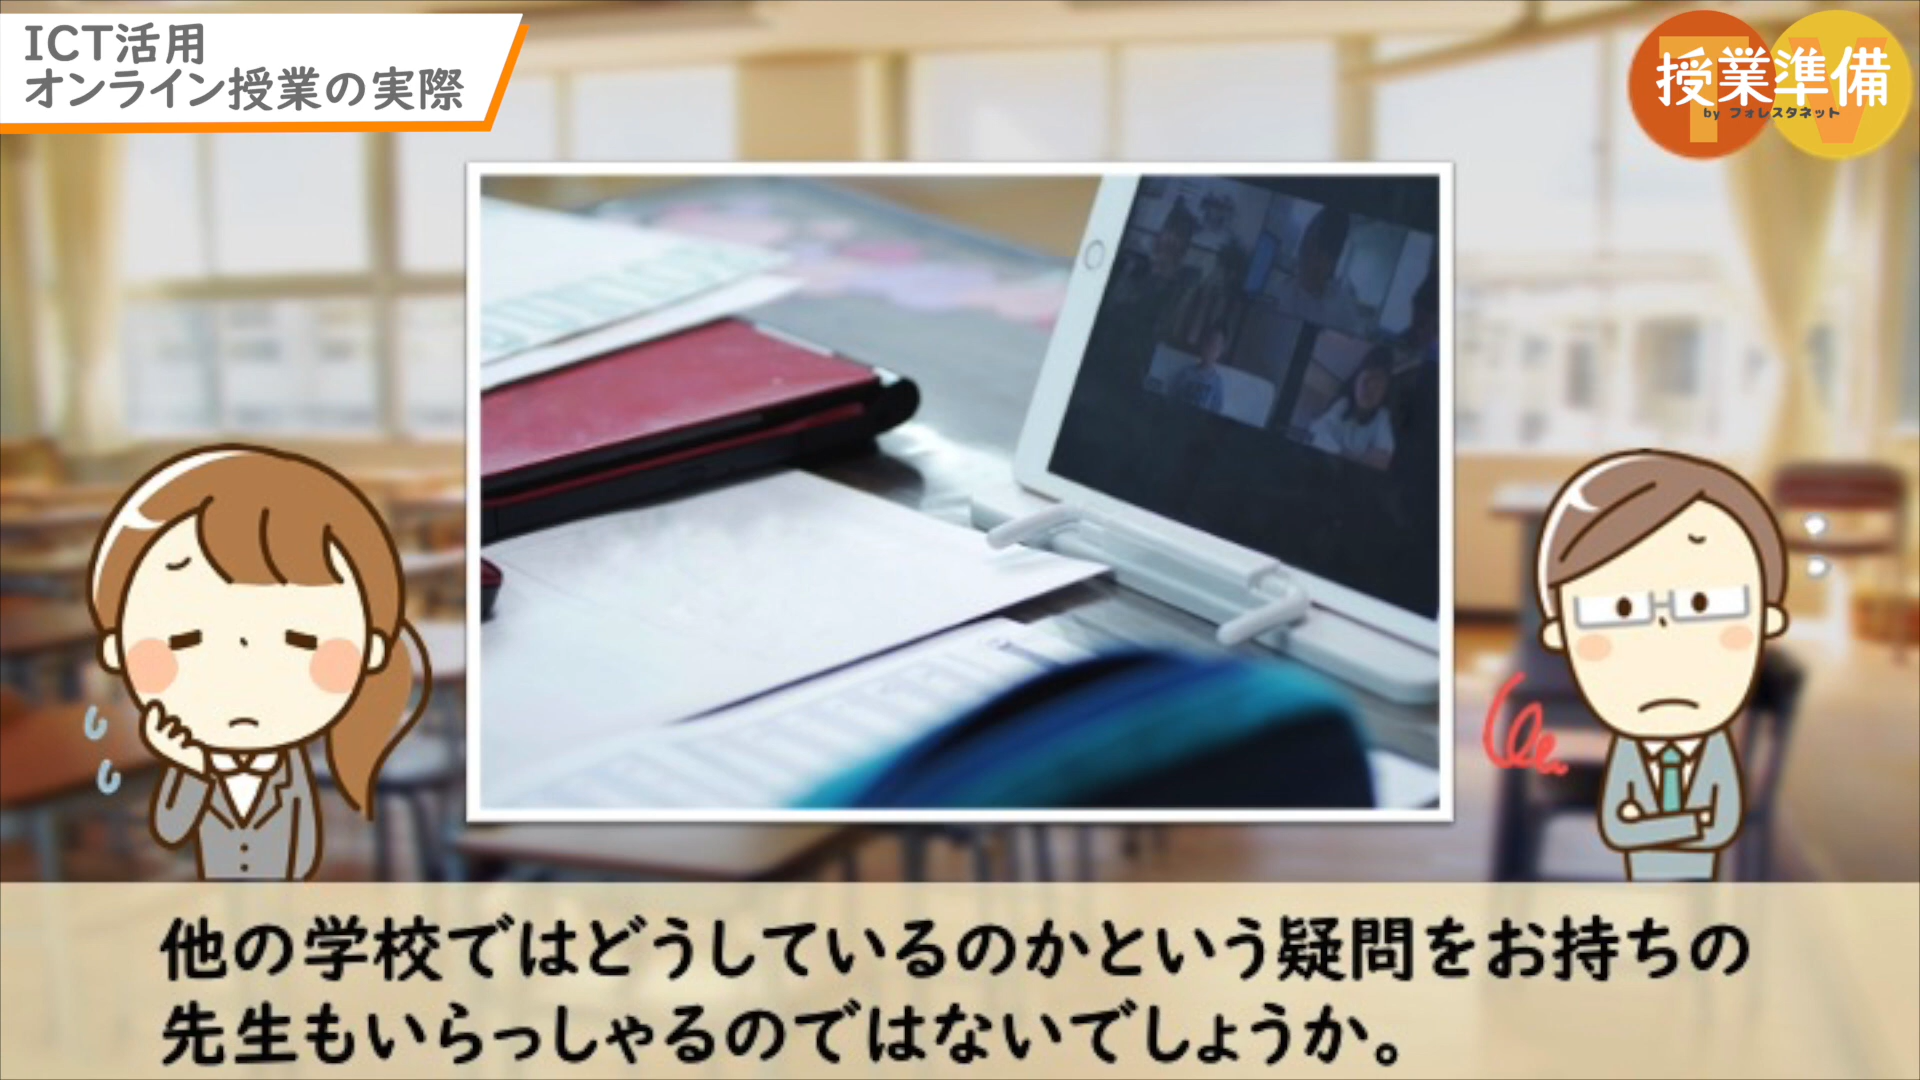 ICT活用
オンライン授業の実際
TV
授業準備
by フォレスタネット
他の学校ではどうしているのかという疑問をお持ちの
先生もいらっしゃるのではないでしょうか。